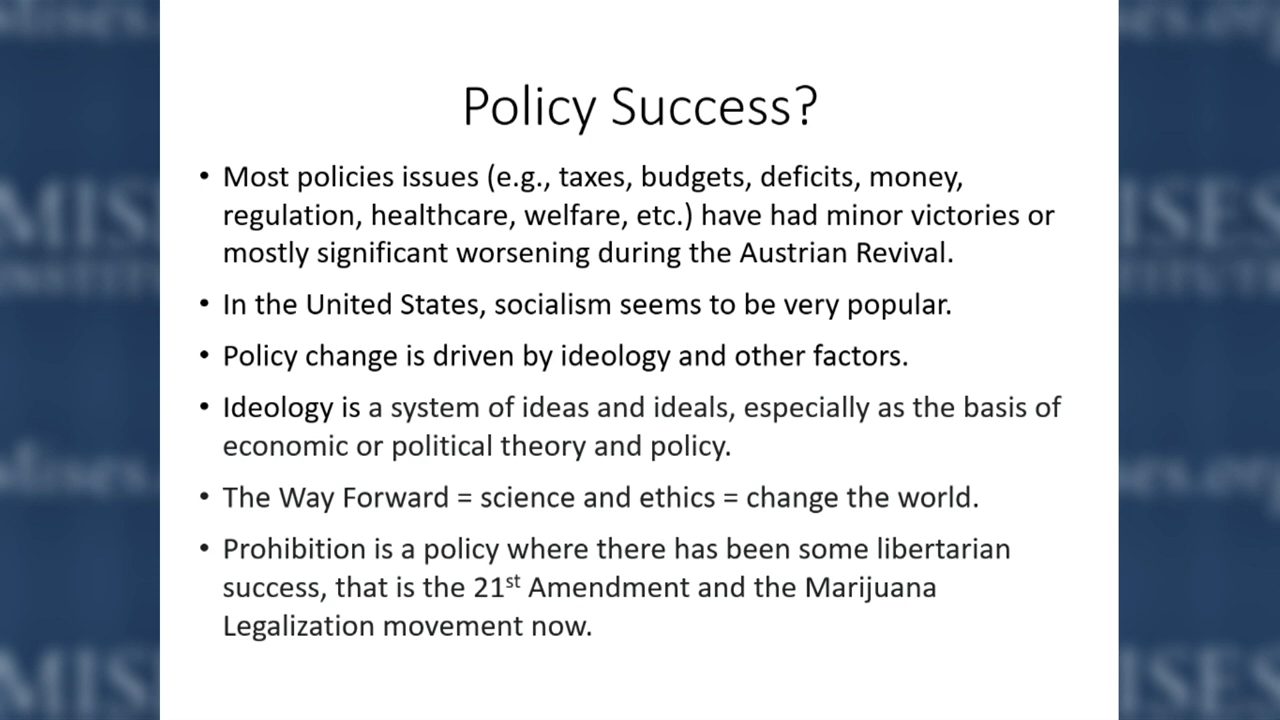 Policy Success?
• Most policies issues (e.g., taxes, budgets, deficits, money,
regulation, healthcare, welfare, etc.) have had minor victories or
mostly significant worsening during the Austrian Revival.
• In the United States, socialism seems to be very popular.
• Policy change is driven by ideology and other factors.
• Ideology is a system of ideas and ideals, especially as the basis of
economic or political theory and policy.
• The Way Forward = science and ethics = change the world.
• Prohibition is a policy where there has been some libertarian
success, that is the 21st Amendment and the Marijuana
Legalization movement now.